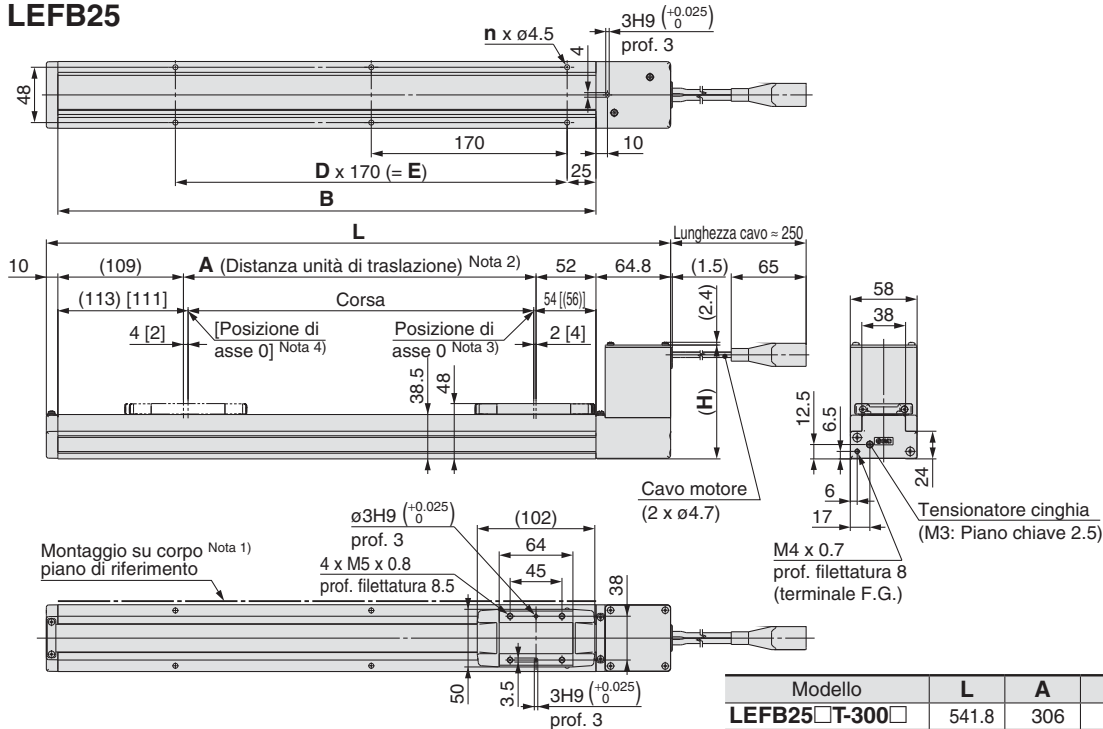 LEFB25
3H9 (+0.025 0)
prof. 3
n x ø4.5
4
48
170
10
D x 170 (= E)
25
B
L
Lunghezza cavo ≈ 250
10
(109)
A (Distanza unità di traslazione) Nota 2)
52
64.8
(1.5)
65
(113) [111]
Corsa
54 [(56)]
(2.4)
58
38
4 [2]
[Posizione di
asse 0] Nota 4)
Posizione di
asse 0 Nota 3)
2 [4]
38.5
48
(H)
12.5
6.5
24
6
17
Cavo motore
(2 x ø4.7)
Tensionatore cinghia
(M3: Piano chiave 2.5)
M4 x 0.7
prof. filettatura 8
(terminale F.G.)
ø3H9 (+0.025 0)
prof. 3
(102)
64
4 x M5 x 0.8
prof. filettatura 8.5
45
38
Montaggio su corpo Nota 1)
piano di riferimento
50
3.5
3H9 (+0.025 0)
prof. 3
Modello L A
LEFB25□T-300□ 541.8 306